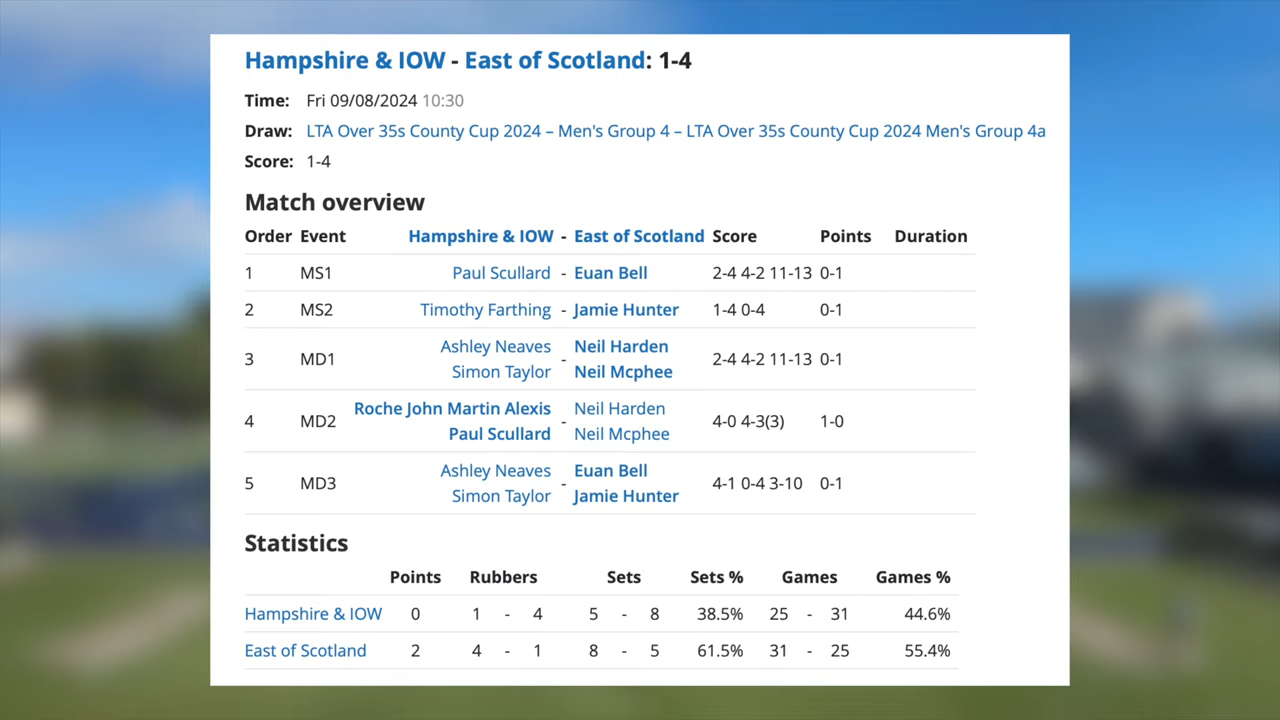 Hampshire & IOW - East of Scotland: 1-4
Time: Fri 09/08/2024 10:30
Draw: LTA Over 35s County Cup 2024 – Men's Group 4 – LTA Over 35s County Cup 2024 Men's Group 4a
Score: 1-4
Match overview
Order Event Hampshire & IOW - East of Scotland Score Points Duration
1 MS1 Paul Scullard - Euan Bell 2-4 4-2 11-13 0-1
2 MS2 Timothy Farthing - Jamie Hunter 1-4 0-4 0-1
Ashley Neaves Neil Harden
3 MD1 - 2-4 4-2 11-13 0-1
Simon Taylor Neil Mcphee
Roche John Martin Alexis Neil Harden
4 MD2 - 4-0 4-3(3) 1-0
Paul Scullard Neil Mcphee
Ashley Neaves Euan Bell
5 MD3 - 4-1 0-4 3-10 0-1
Simon Taylor Jamie Hunter
Statistics
Points Rubbers Sets Sets % Games Games %
Hampshire & IOW 0 1 - 4 5 - 8 38.5% 25 - 31 44.6%
East of Scotland 2 4 - 1 8 - 5 61.5% 31 - 25 55.4%